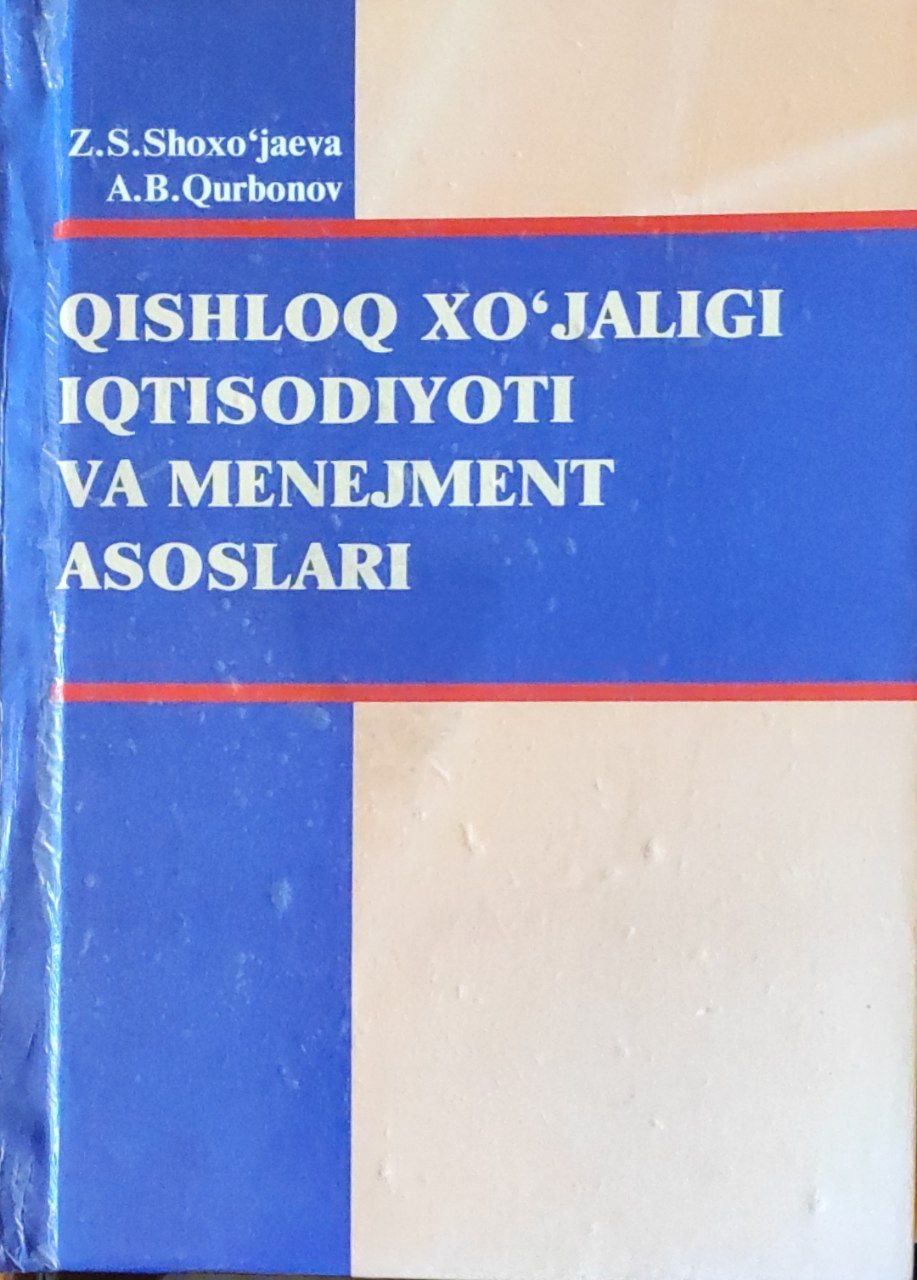 Z.S.Shoxo‘jaeva
A.B.Qurbonov
QISHLOQ XO‘JALIGI
IQTISODIYOTI
VA MENEJMENT
ASOSLARI